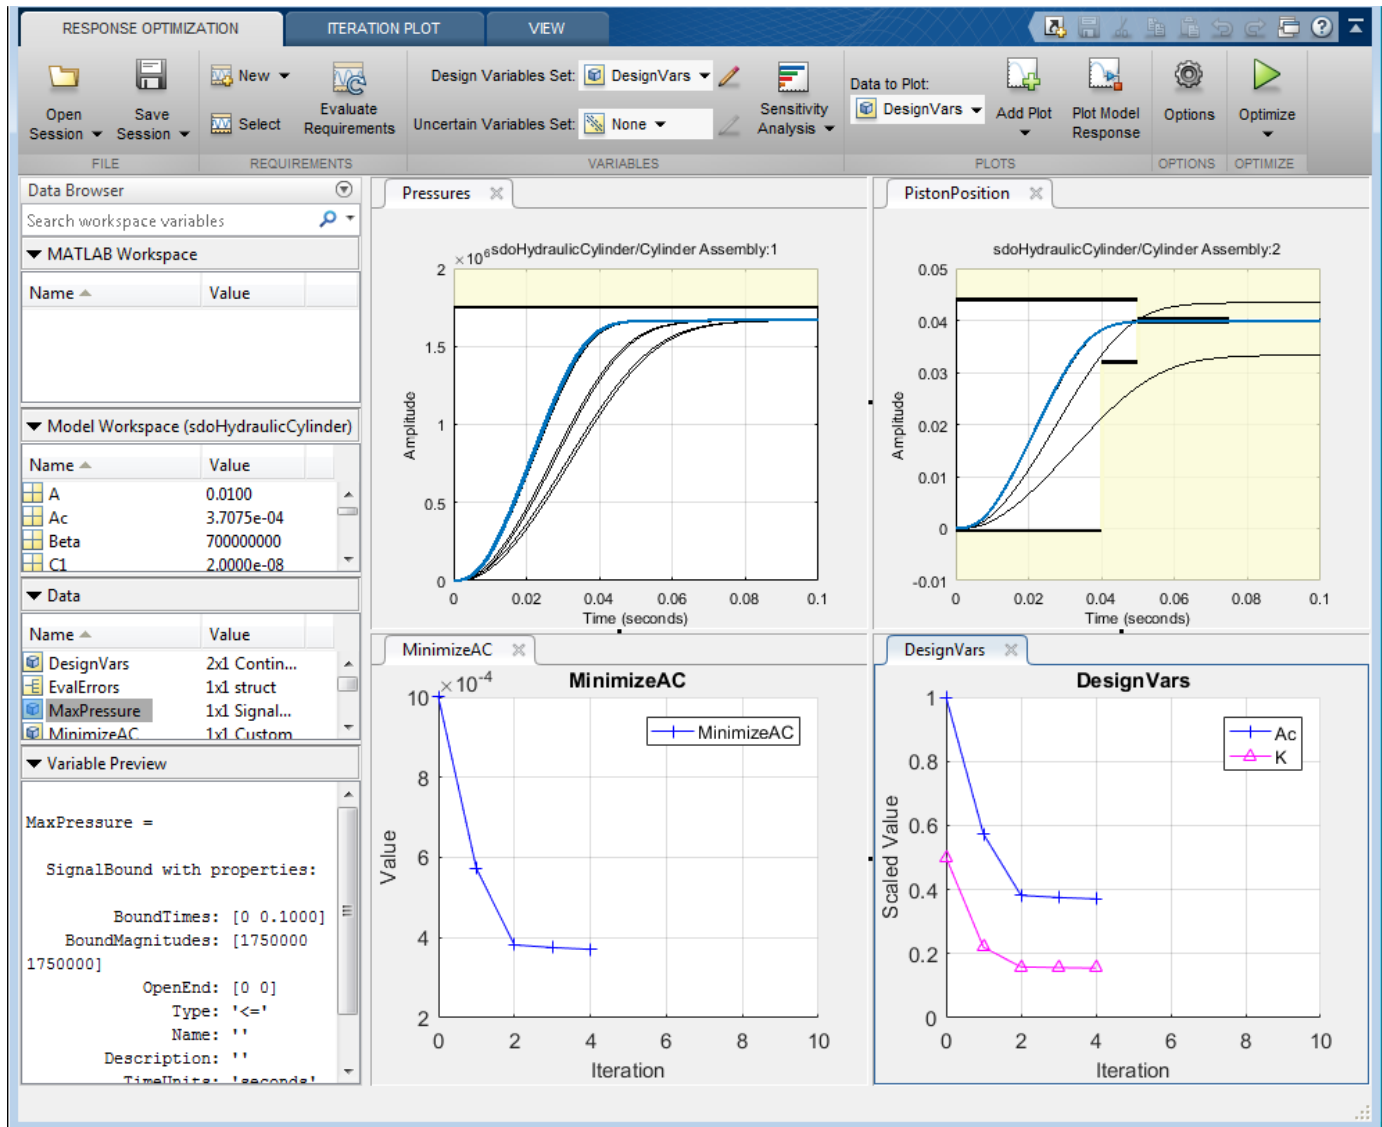 RESPONSE OPTIMIZATION
ITERATION PLOT
VIEW
Open Session
Save Session
New
Select
Evaluate Requirements
Design Variables Set: DesignVars
Uncertain Variables Set: None
Sensitivity Analysis
Data to Plot:
DesignVars
Add Plot
Plot Model Response
Options
Optimize
FILE
REQUIREMENTS
VARIABLES
PLOTS
OPTIONS
OPTIMIZE
Data Browser
Search workspace variables
MATLAB Workspace
Name Value
Model Workspace (sdoHydraulicCylinder)
Name Value
A 0.0100
Ac 3.7075e-04
Beta 700000000
C1 2.0000e-08
Data
Name Value
DesignVars 2x1 Contin...
EvalErrors 1x1 struct
MaxPressure 1x1 Signal...
MinimizeAC 1x1 Custom
Variable Preview
MaxPressure =
SignalBound with properties:
BoundTimes: [0 0.1000]
BoundMagnitudes: [1750000
1750000]
OpenEnd: [0 0]
Type: '<='
Name: ''
Description: ''
TimeUnits: 'seconds'
Pressures
sdoHydraulicCylinder/Cylinder Assembly:1
×10⁶
2
1.5
1
0.5
0
Amplitude
0 0.02 0.04 0.06 0.08 0.1
Time (seconds)
PistonPosition
sdoHydraulicCylinder/Cylinder Assembly:2
0.05
0.04
0.03
0.02
0.01
0
-0.01
Amplitude
0 0.02 0.04 0.06 0.08 0.1
Time (seconds)
MinimizeAC
×10⁻⁴
MinimizeAC
MinimizeAC
10
8
6
4
2
Value
0 2 4 6 8 10
Iteration
DesignVars
DesignVars
Ac
K
1
0.8
0.6
0.4
0.2
0
Scaled Value
0 2 4 6 8 10
Iteration